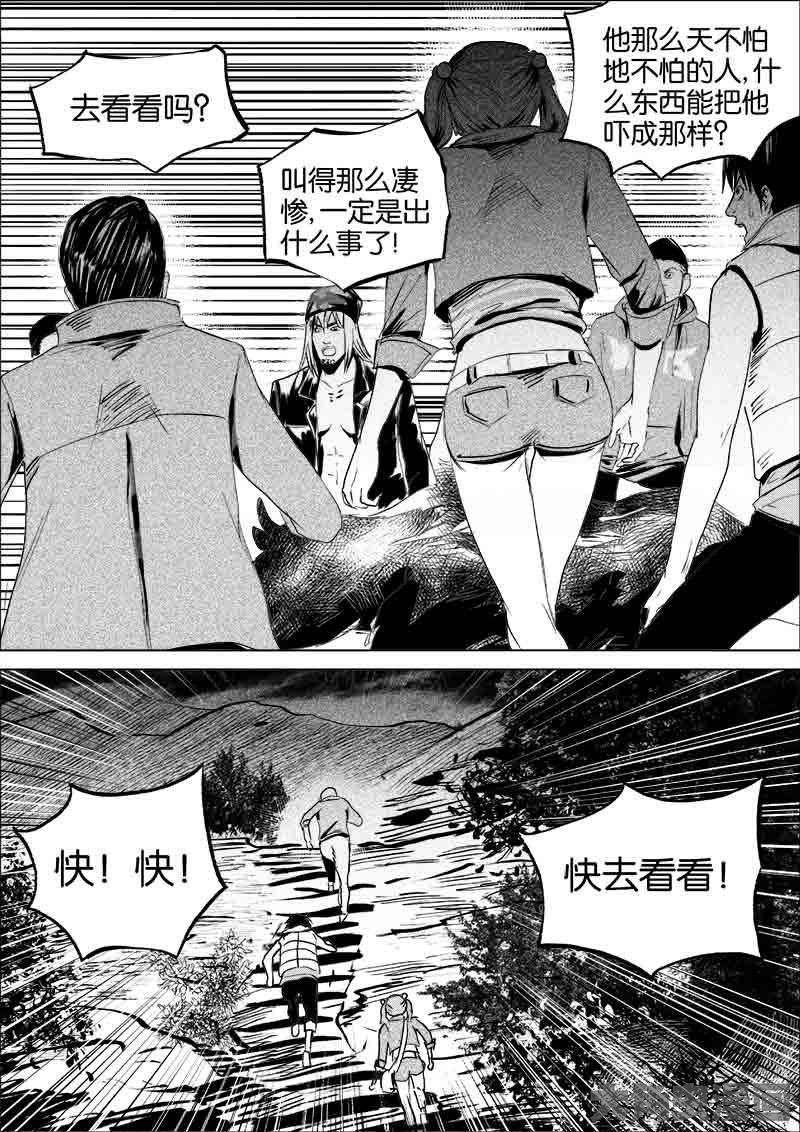 去看看吗？
叫得那么凄
惨，一定是出
什么事了！
他那么天不怕
地不怕的人，什
么东西能把他
吓成那样？
快！快！
快去看看！